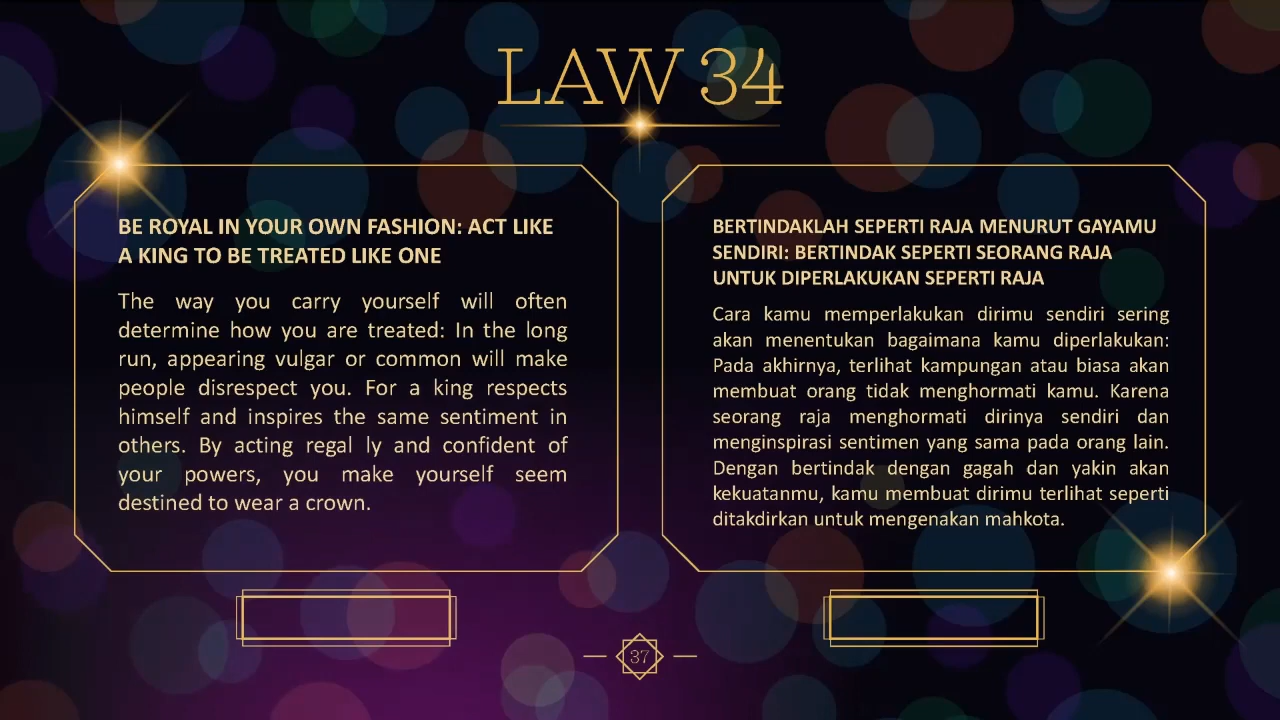 LAW 34
BE ROYAL IN YOUR OWN FASHION: ACT LIKE
A KING TO BE TREATED LIKE ONE
The way you carry yourself will often
determine how you are treated: In the long
run, appearing vulgar or common will make
people disrespect you. For a king respects
himself and inspires the same sentiment in
others. By acting regal ly and confident of
your powers, you make yourself seem
destined to wear a crown.
BERTINDAKLAH SEPERTI RAJA MENURUT GAYAMU
SENDIRI: BERTINDAK SEPERTI SEORANG RAJA
UNTUK DIPERLAKUKAN SEPERTI RAJA
Cara kamu memperlakukan dirimu sendiri sering
akan menentukan bagaimana kamu diperlakukan:
Pada akhirnya, terlihat kampungan atau biasa akan
membuat orang tidak menghormati kamu. Karena
seorang raja menghormati dirinya sendiri dan
menginspirasi sentimen yang sama pada orang lain.
Dengan bertindak dengan gagah dan yakin akan
kekuatanmu, kamu membuat dirimu terlihat seperti
ditakdirkan untuk mengenakan mahkota.
37